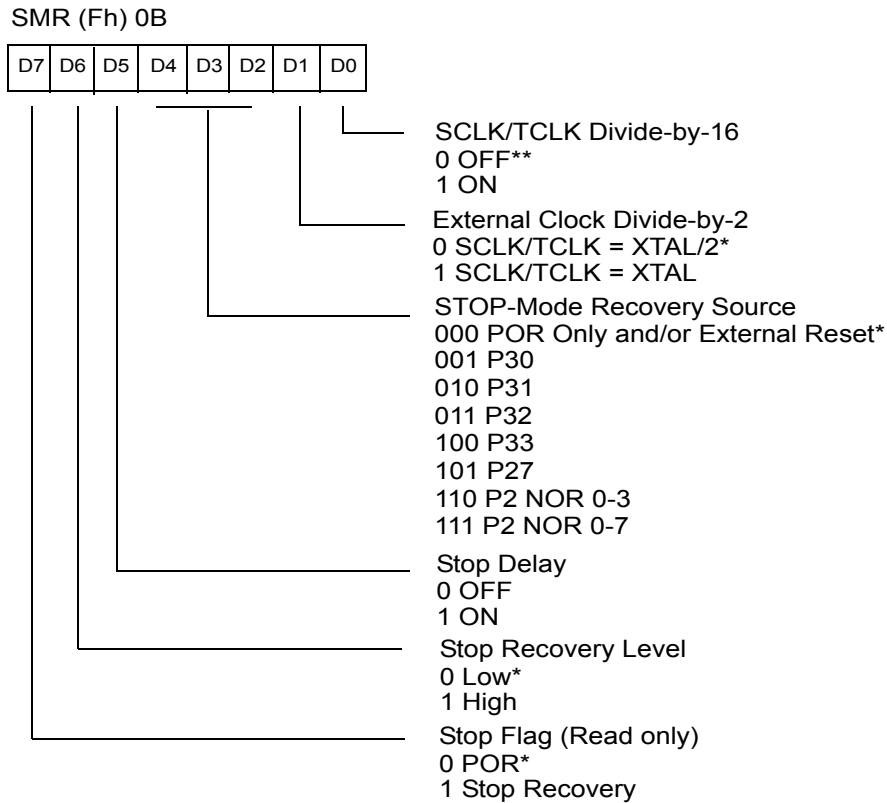 SMR (Fh) 0B
D7 D6 D5 D4 D3 D2 D1 D0
SCLK/TCLK Divide-by-16
0 OFF**
1 ON
External Clock Divide-by-2
0 SCLK/TCLK = XTAL/2*
1 SCLK/TCLK = XTAL
STOP-Mode Recovery Source
000 POR Only and/or External Reset*
001 P30
010 P31
011 P32
100 P33
101 P27
110 P2 NOR 0-3
111 P2 NOR 0-7
Stop Delay
0 OFF
1 ON
Stop Recovery Level
0 Low*
1 High
Stop Flag (Read only)
0 POR*
1 Stop Recovery